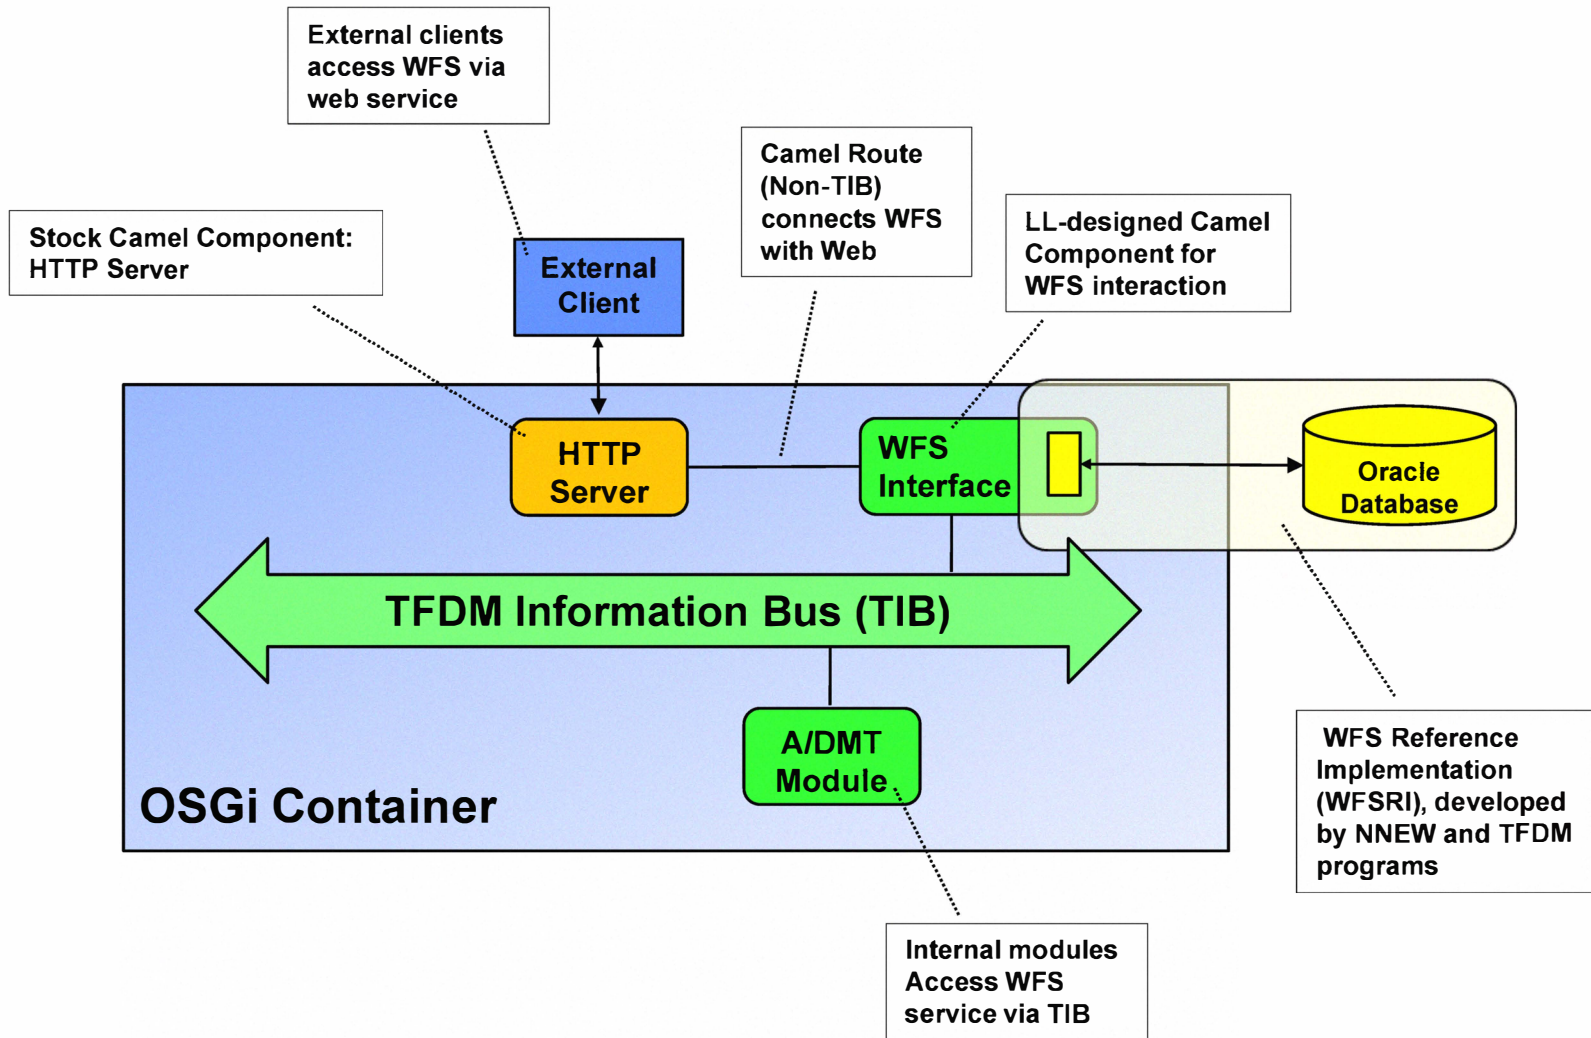 External clients
access WFS via
web service
Camel Route
(Non-TIB)
connects WFS
with Web
LL-designed Camel
Component for
WFS interaction
Stock Camel Component:
HTTP Server
External
Client
HTTP
Server
WFS
Interface
Oracle
Database
TFDM Information Bus (TIB)
A/DMT
Module
OSGi Container
WFS Reference
Implementation
(WFSRI), developed
by NNEW and TFDM
programs
Internal modules
Access WFS
service via TIB